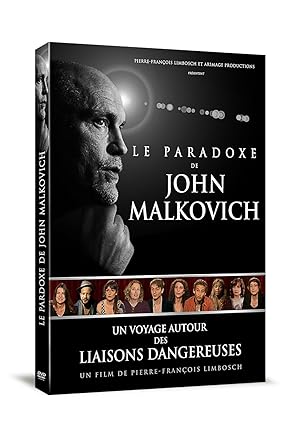 PIERRE-FRANÇOIS LIMBOSCH ET ARIMAGE PRODUCTIONS
PRÉSENTENT
LE PARADOXE
DE
JOHN
MALKOVICH
UN VOYAGE AUTOUR
DES
LIAISONS DANGEREUSES
UN FILM DE PIERRE-FRANÇOIS LIMBOSCH
LE PARDOXE DE JOHN MALKOVICH
DVD